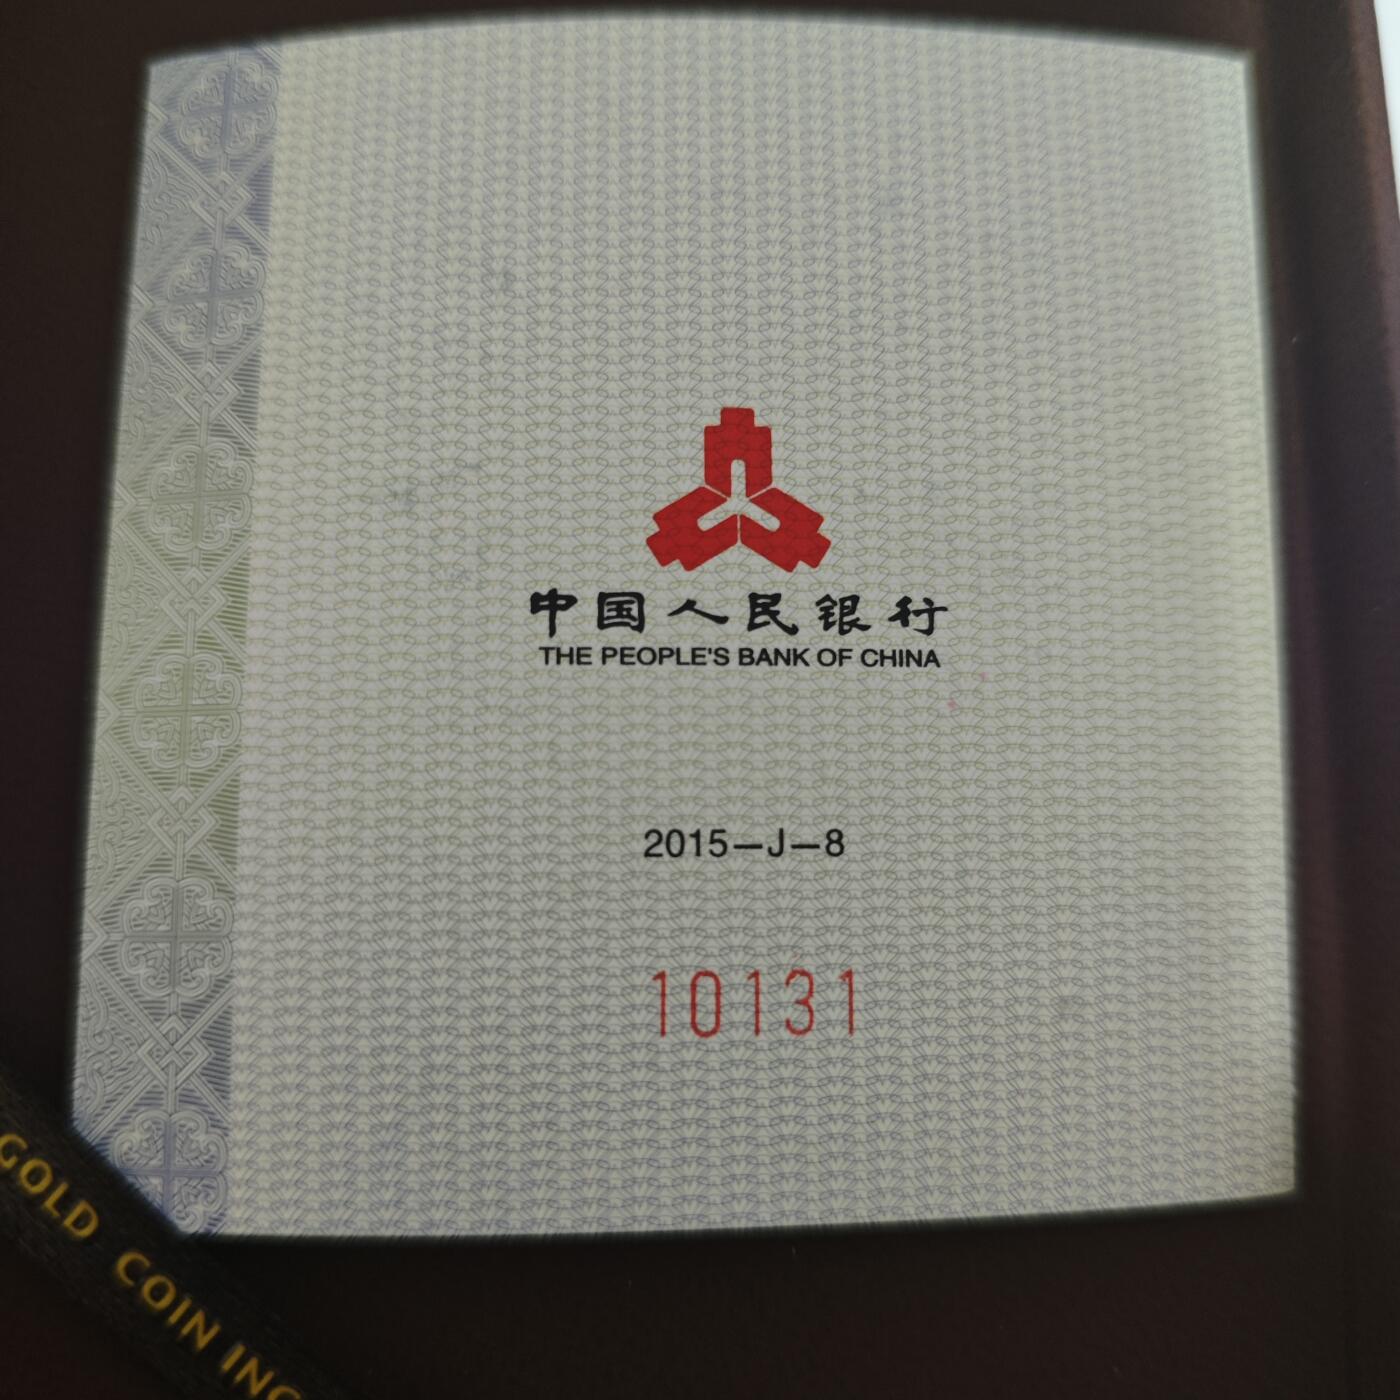 中国人民银行
THE PEOPLE'S BANK OF CHINA
2015—J—8
10131
GOLD COIN INC